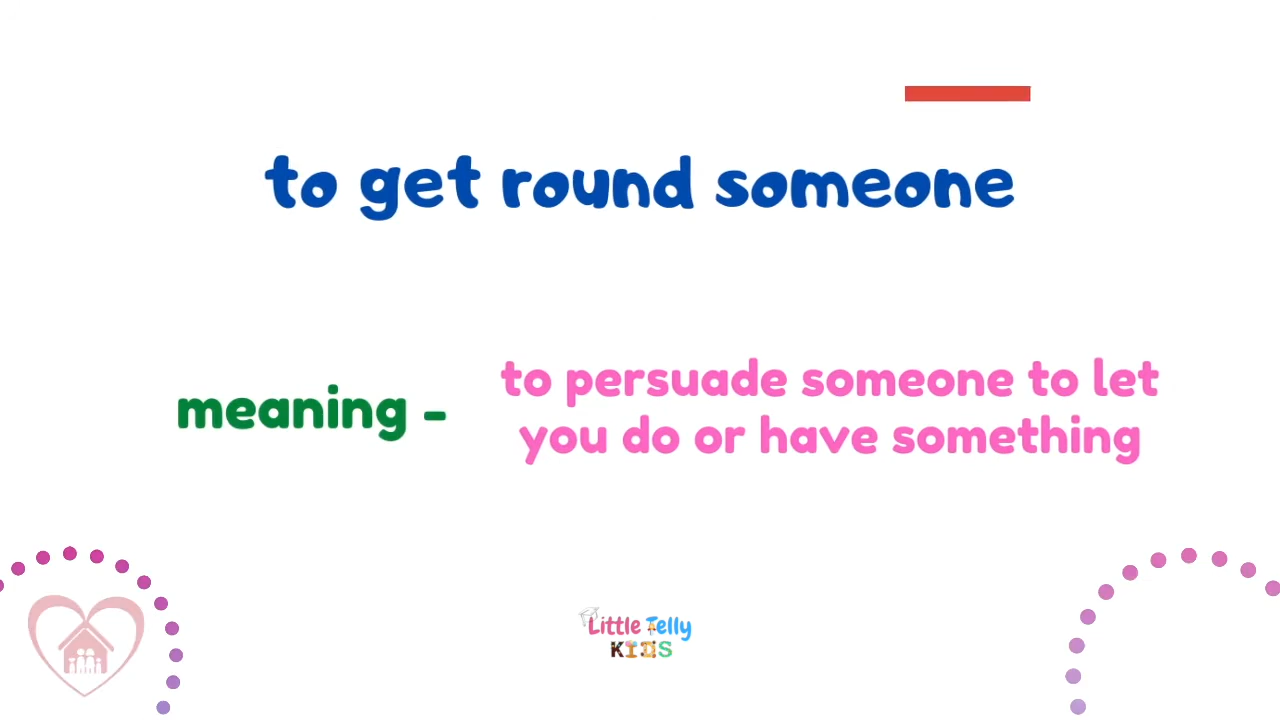 to get round someone
meaning - to persuade someone to let
you do or have something
Little Telly
KIDS